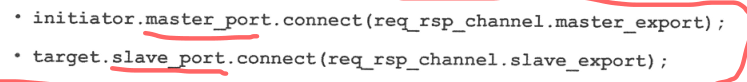 • initiator.master_port.connect(req_rsp_channel.master_export);
• target.slave_port.connect(req_rsp_channel.slave_export);